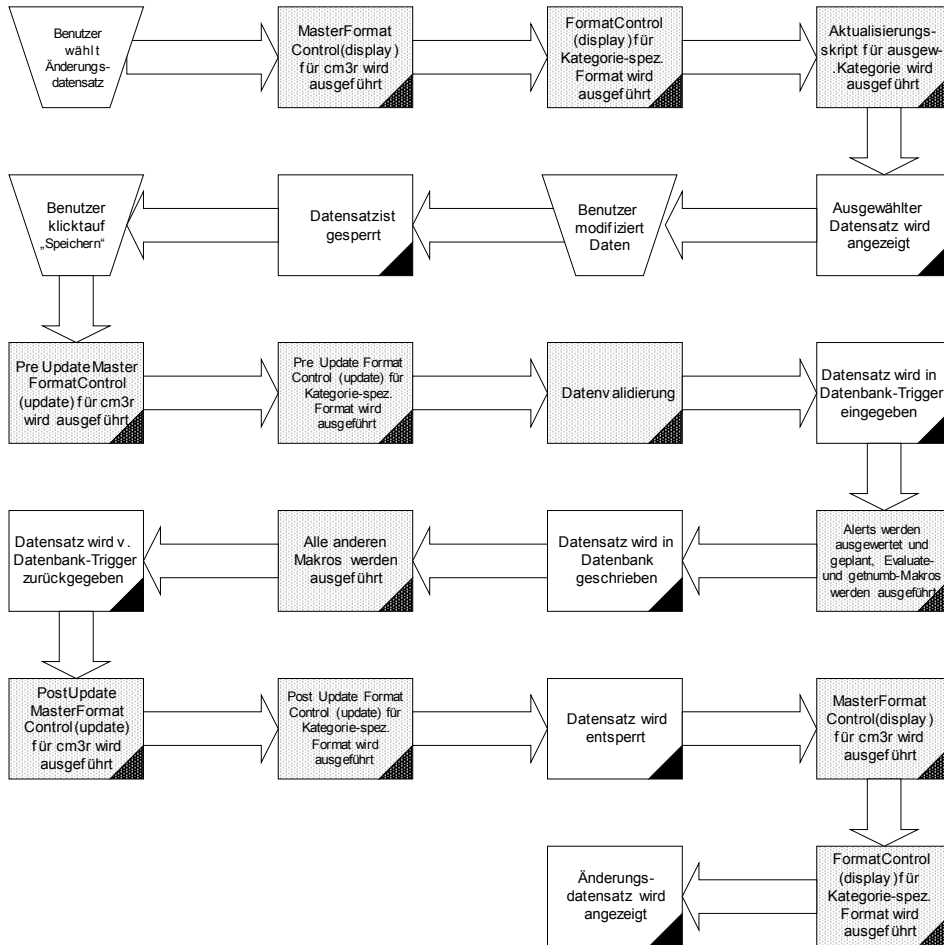 Benutzer
wählt
Änderungs-
datensatz
MasterFormat
Control(display)
für cm3r wird
ausgeführt
FormatControl
(display)für
Kategorie-spez.
Format wird
ausgeführt
Aktualisierungs-
skript für ausgew-
.Kategorie wird
ausgeführt
Ausgewählter
Datensatz wird
angezeigt
Benutzer
modifiziert
Daten
Datensatzist
gesperrt
Benutzer
klicktauf
„Speichern“
Pre UpdateMaster
FormatControl
(update) für cm3r
wird ausgeführt
Pre Update Format
Control (update) für
Kategorie-spez.
Format wird
ausgeführt
Datenvalidierung
Datensatz wird in
Datenbank-Trigger
eingegeben
Alerts werden
ausgewertet und
geplant, Evaluate-
und getnumb-Makros
werden ausgeführt
Datensatz wird in
Datenbank
geschrieben
Alle anderen
Makros werden
ausgeführt
Datensatz wird v.
Datenbank-Trigger
zurückgegeben
PostUpdate
MasterFormat
Control(update)
für cm3r wird
ausgeführt
Post Update Format
Control (update) für
Kategorie-spez.
Format wird
ausgeführt
Datensatz wird
entsperrt
MasterFormat
Control(display)
für cm3r wird
ausgeführt
FormatControl
(display)für
Kategorie-spez.
Format wird
ausgeführt
Änderungs-
datensatz wird
angezeigt